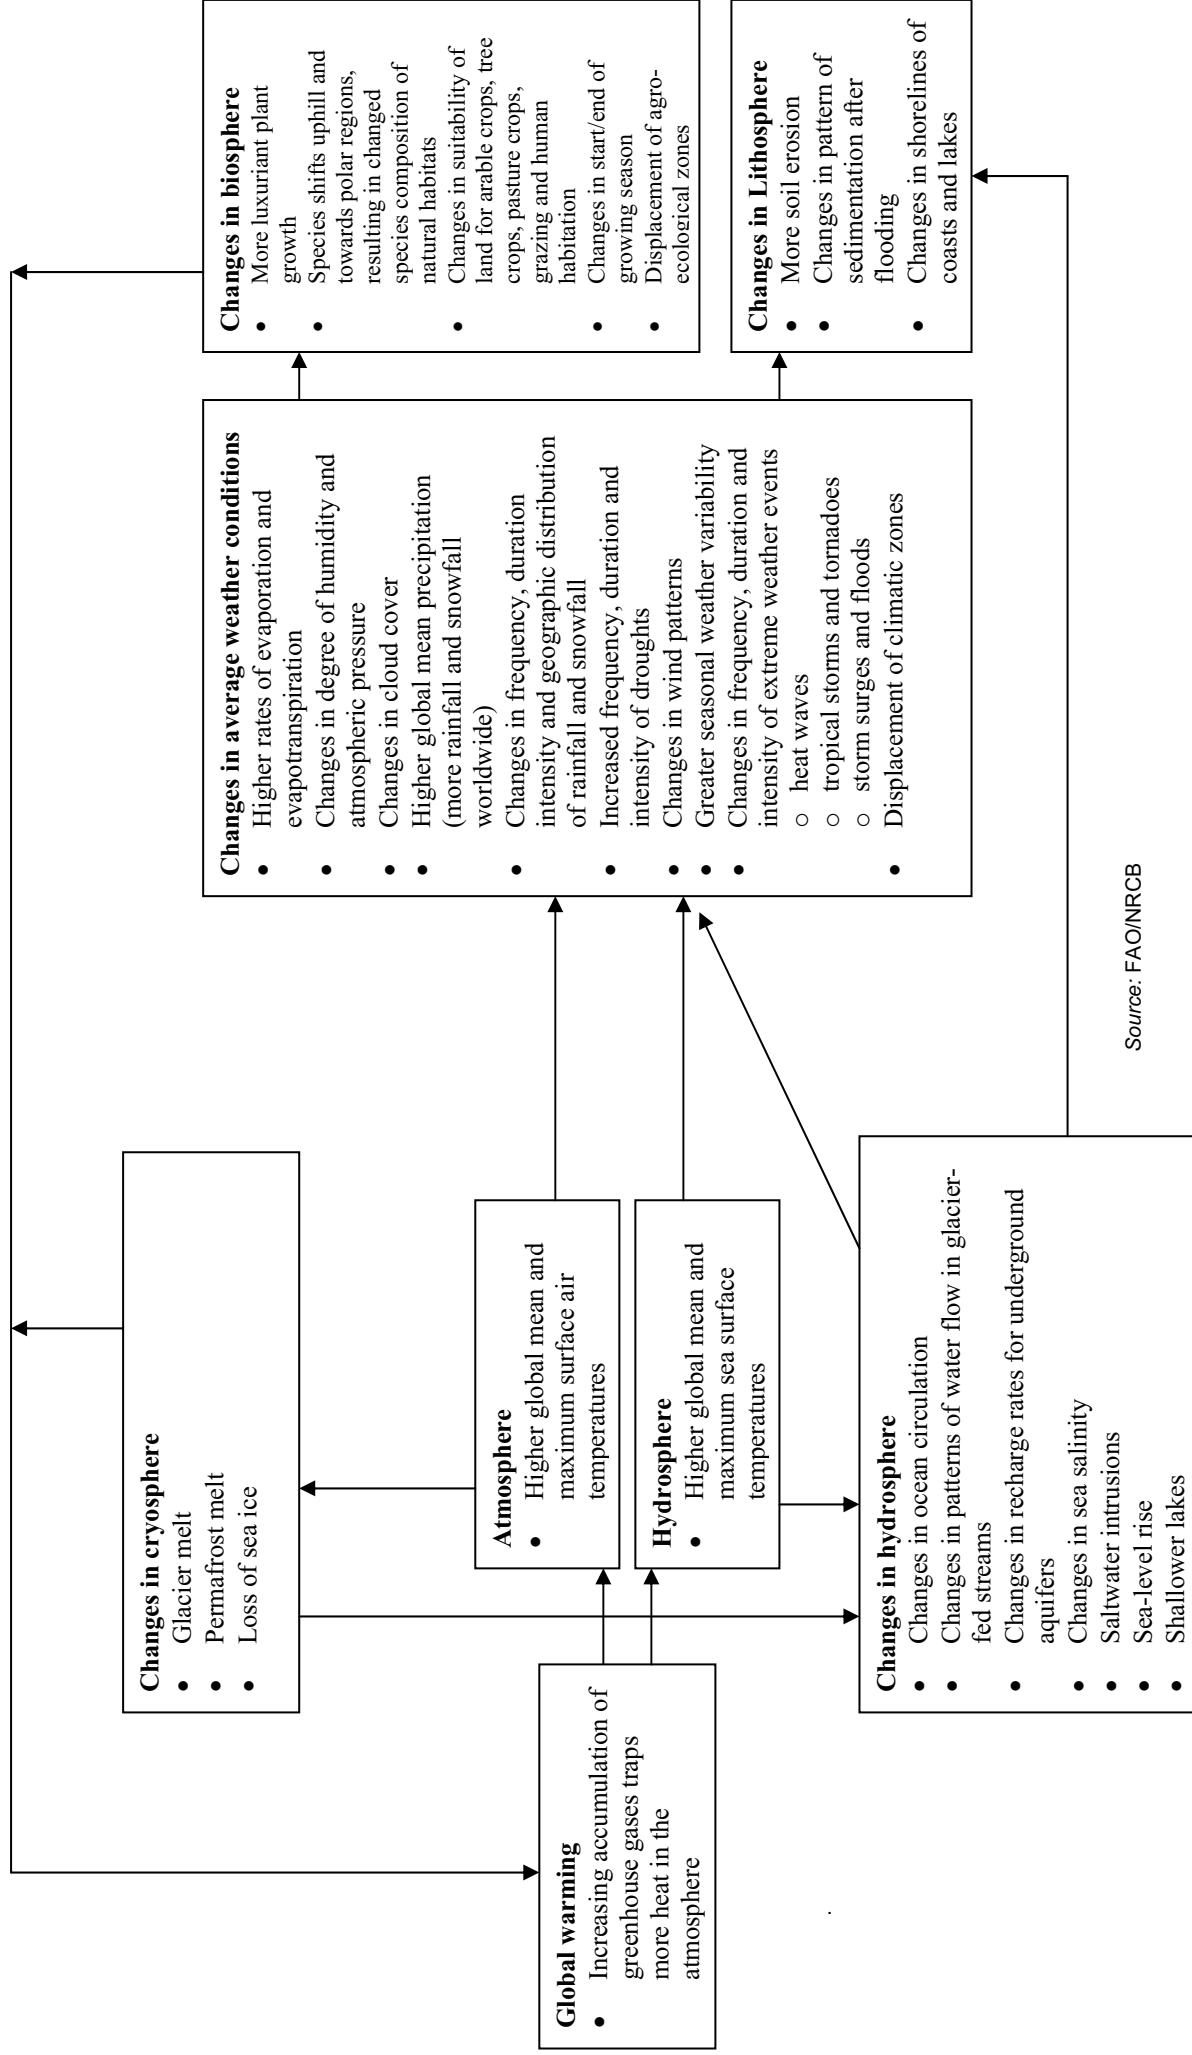 Global warming
• Increasing accumulation of
greenhouse gases traps
more heat in the
atmosphere
Changes in cryosphere
• Glacier melt
• Permafrost melt
• Loss of sea ice
Atmosphere
• Higher global mean and
maximum surface air
temperatures
Hydrosphere
• Higher global mean and
maximum sea surface
temperatures
Changes in hydrosphere
• Changes in ocean circulation
• Changes in patterns of water flow in glacier-
fed streams
• Changes in recharge rates for underground
aquifers
• Changes in sea salinity
• Saltwater intrusions
• Sea-level rise
• Shallower lakes
Changes in average weather conditions
• Higher rates of evaporation and
evapotranspiration
• Changes in degree of humidity and
atmospheric pressure
• Changes in cloud cover
• Higher global mean precipitation
(more rainfall and snowfall
worldwide)
• Changes in frequency, duration
intensity and geographic distribution
of rainfall and snowfall
• Increased frequency, duration and
intensity of droughts
• Changes in wind patterns
• Greater seasonal weather variability
• Changes in frequency, duration and
intensity of extreme weather events
○ heat waves
○ tropical storms and tornadoes
○ storm surges and floods
• Displacement of climatic zones
Changes in biosphere
• More luxuriant plant
growth
• Species shifts uphill and
towards polar regions,
resulting in changed
species composition of
natural habitats
• Changes in suitability of
land for arable crops, tree
crops, pasture crops,
grazing and human
habitation
• Changes in start/end of
growing season
• Displacement of agro-
ecological zones
Changes in Lithosphere
• More soil erosion
• Changes in pattern of
sedimentation after
flooding
• Changes in shorelines of
coasts and lakes
Source: FAO/NRCB